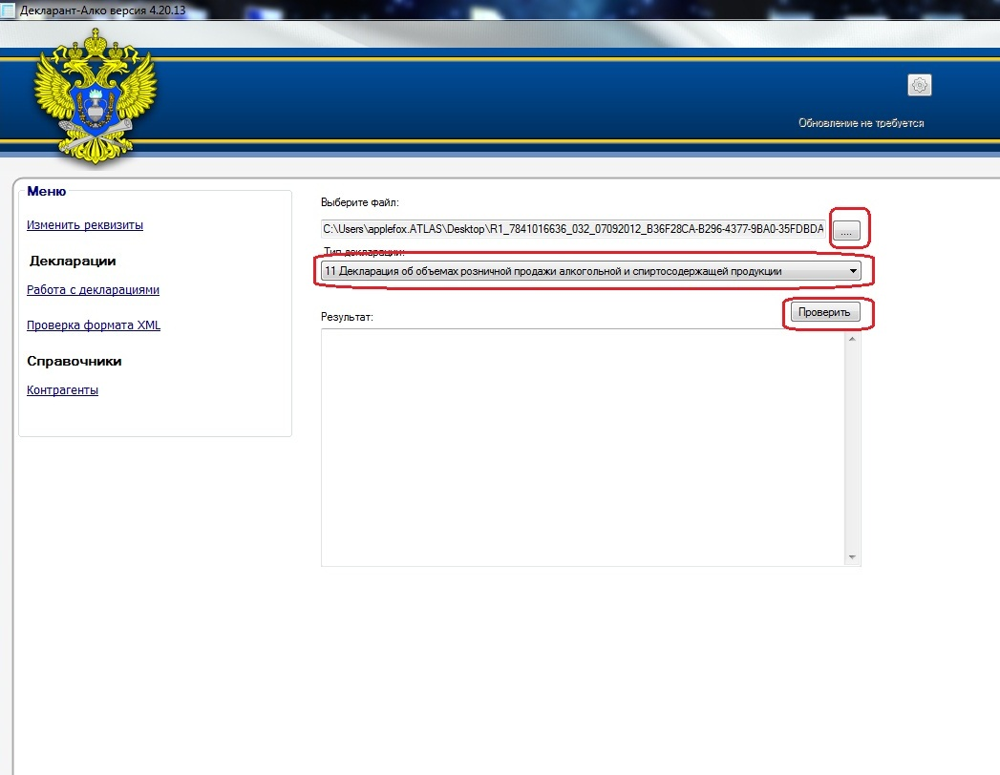 Декларант-Алко версия 4.20.13
Обновление не требуется
Меню
Изменить реквизиты
Декларации
Работа с декларациями
Проверка формата XML
Справочники
Контрагенты
Выберите файл:
C:\Users\applefox.ATLAS\Desktop\R1_7841016636_032_07092012_B36F28CA-B296-4377-9BA0-35FDBDA
....
Тип декларации:
11 Декларация об объемах розничной продажи алкогольной и спиртосодержащей продукции
Проверить
Результат: